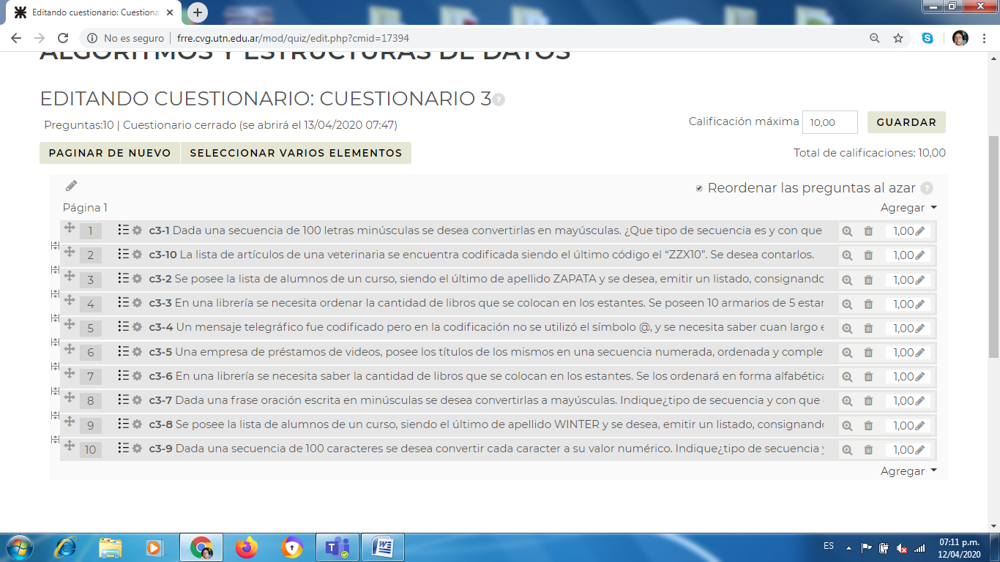 Editando cuestionario: Cuestiona
No es seguro | frre.cvg.utn.edu.ar/mod/quiz/edit.php?cmid=17394
ALGORITMOS Y ESTRUCTURAS DE DATOS
EDITANDO CUESTIONARIO: CUESTIONARIO 3
Preguntas:10 | Cuestionario cerrado (se abrirá el 13/04/2020 07:47)
Calificación máxima 10,00 GUARDAR
PAGINAR DE NUEVO SELECCIONAR VARIOS ELEMENTOS
Total de calificaciones: 10,00
Reordenar las preguntas al azar
Página 1
Agregar
1 c3-1 Dada una secuencia de 100 letras minúsculas se desea convertirlas en mayúsculas. ¿Que tipo de secuencia es y con que 1,00
2 c3-10 La lista de artículos de una veterinaria se encuentra codificada siendo el último código el “ZZX10”. Se desea contarlos. 1,00
3 c3-2 Se posee la lista de alumnos de un curso, siendo el último de apellido ZAPATA y se desea, emitir un listado, consignando 1,00
4 c3-3 En una librería se necesita ordenar la cantidad de libros que se colocan en los estantes. Se poseen 10 armarios de 5 estan 1,00
5 c3-4 Un mensaje telegráfico fue codificado pero en la codificación no se utilizó el símbolo @, y se necesita saber cuan largo e 1,00
6 c3-5 Una empresa de préstamos de videos, posee los títulos de los mismos en una secuencia numerada, ordenada y complet 1,00
7 c3-6 En una librería se necesita saber la cantidad de libros que se colocan en los estantes. Se los ordenará en forma alfabética 1,00
8 c3-7 Dada una frase oración escrita en minúsculas se desea convertirlas a mayúsculas. Indique¿tipo de secuencia y con que 1,00
9 c3-8 Se posee la lista de alumnos de un curso, siendo el último de apellido WINTER y se desea, emitir un listado, consignando 1,00
10 c3-9 Dada una secuencia de 100 caracteres se desea convertir cada caracter a su valor numérico. Indique¿tipo de secuencia y 1,00
Agregar
ES
07:11 p.m.
12/04/2020